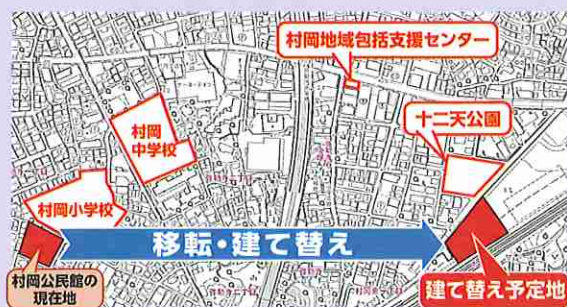 村岡地域包括支援センター
十二天公園
村岡
中学校
村岡小学校
移転・建て替え
村岡公民館の
現在地
建て替え予定地